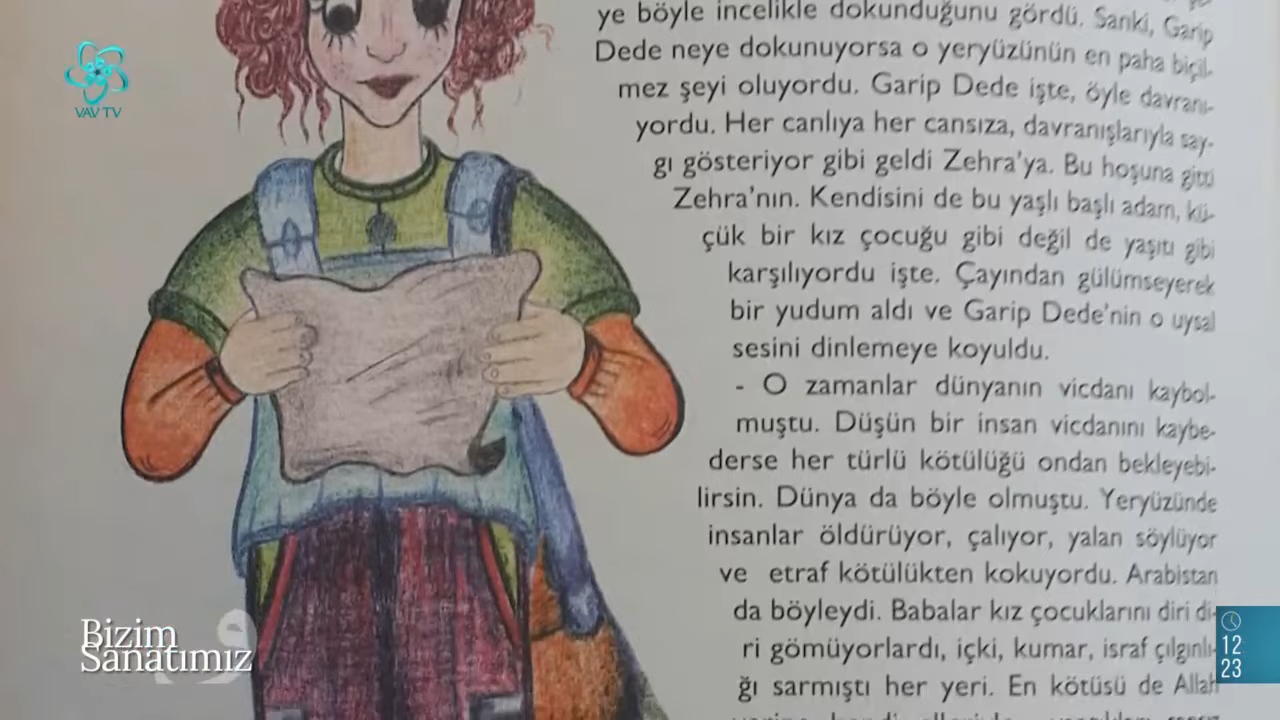 VAV TV
ye böyle incelikle dokunduğunu gördü. Sanki, Garip
Dede neye dokunuyorsa o yeryüzünün en paha biçil-
mez şeyi oluyordu. Garip Dede işte, öyle davranı-
yordu. Her canlıya her cansıza, davranışlarıyla say-
gı gösteriyor gibi geldi Zehra'ya. Bu hoşuna gitti
Zehra'nın. Kendisini de bu yaşlı başlı adam, kü-
çük bir kız çocuğu gibi değil de yaşıtı gibi
karşılıyordu işte. Çayından gülümseyerek
bir yudum aldı ve Garip Dede'nin o uysal
sesini dinlemeye koyuldu.
- O zamanlar dünyanın vicdanı kaybol-
muştu. Düşün bir insan vicdanını kaybe-
derse her türlü kötülüğü ondan bekleyebi-
lirsin. Dünya da böyle olmuştu. Yeryüzünde
insanlar öldürüyor, çalıyor, yalan söylüyor
ve etraf kötülükten kokuyordu. Arabistan
da böyleydi. Babalar kız çocuklarını diri di-
ri gömüyorlardı, içki, kumar, israf çılgınlı-
ğı sarmıştı her yeri. En kötüsü de Allah
Bizim
Sanatımız
12
23